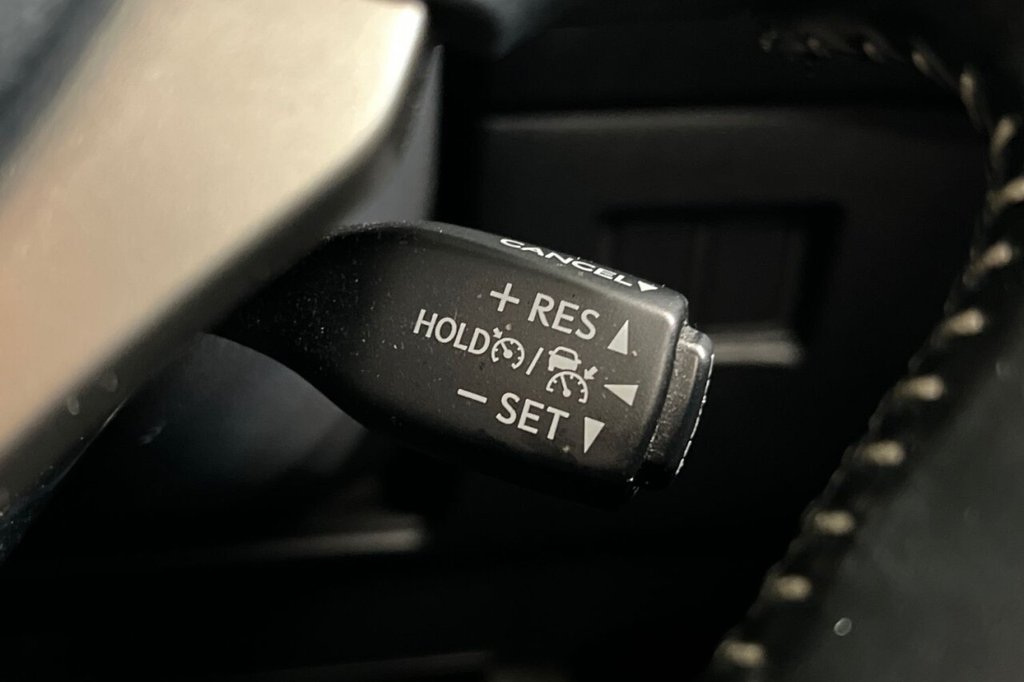 CANCEL▼
+ RES ▲
HOLD / ◀
− SET ▼